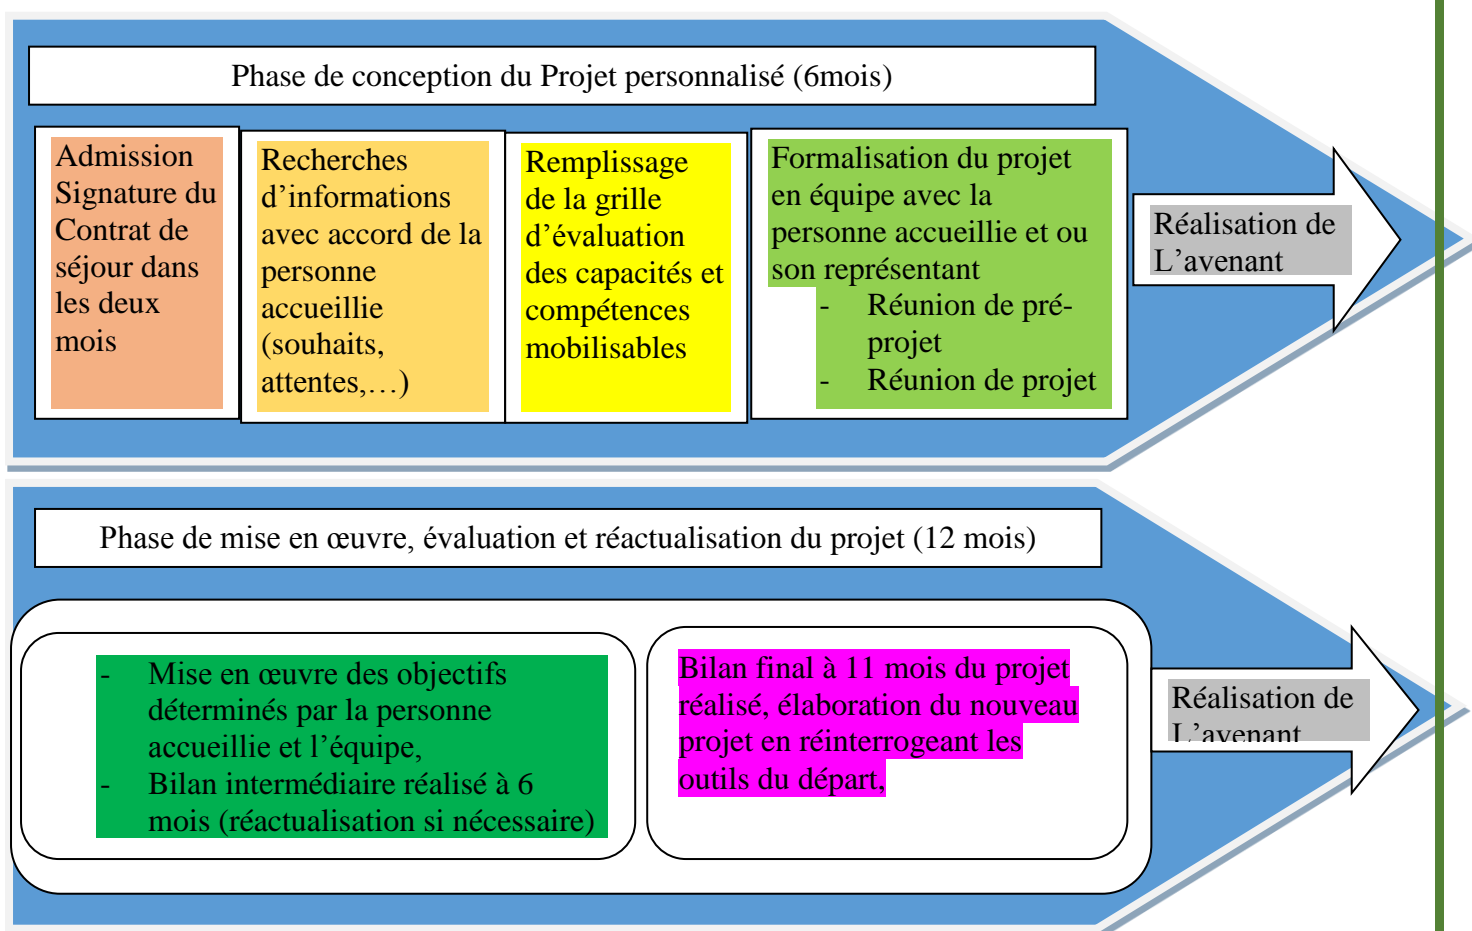 Phase de conception du Projet personnalisé (6mois)
Admission
Signature du
Contrat de
séjour dans
les deux
mois
Recherches
d’informations
avec accord de la
personne
accueillie
(souhaits,
attentes,…)
Remplissage
de la grille
d’évaluation
des capacités et
compétences
mobilisables
Formalisation du projet
en équipe avec la
personne accueillie et ou
son représentant
- Réunion de pré-
projet
- Réunion de projet
Réalisation de
L’avenant
Phase de mise en œuvre, évaluation et réactualisation du projet (12 mois)
- Mise en œuvre des objectifs
déterminés par la personne
accueillie et l’équipe,
- Bilan intermédiaire réalisé à 6
mois (réactualisation si nécessaire)
Bilan final à 11 mois du projet
réalisé, élaboration du nouveau
projet en réinterrogeant les
outils du départ,
Réalisation de
L’avenant